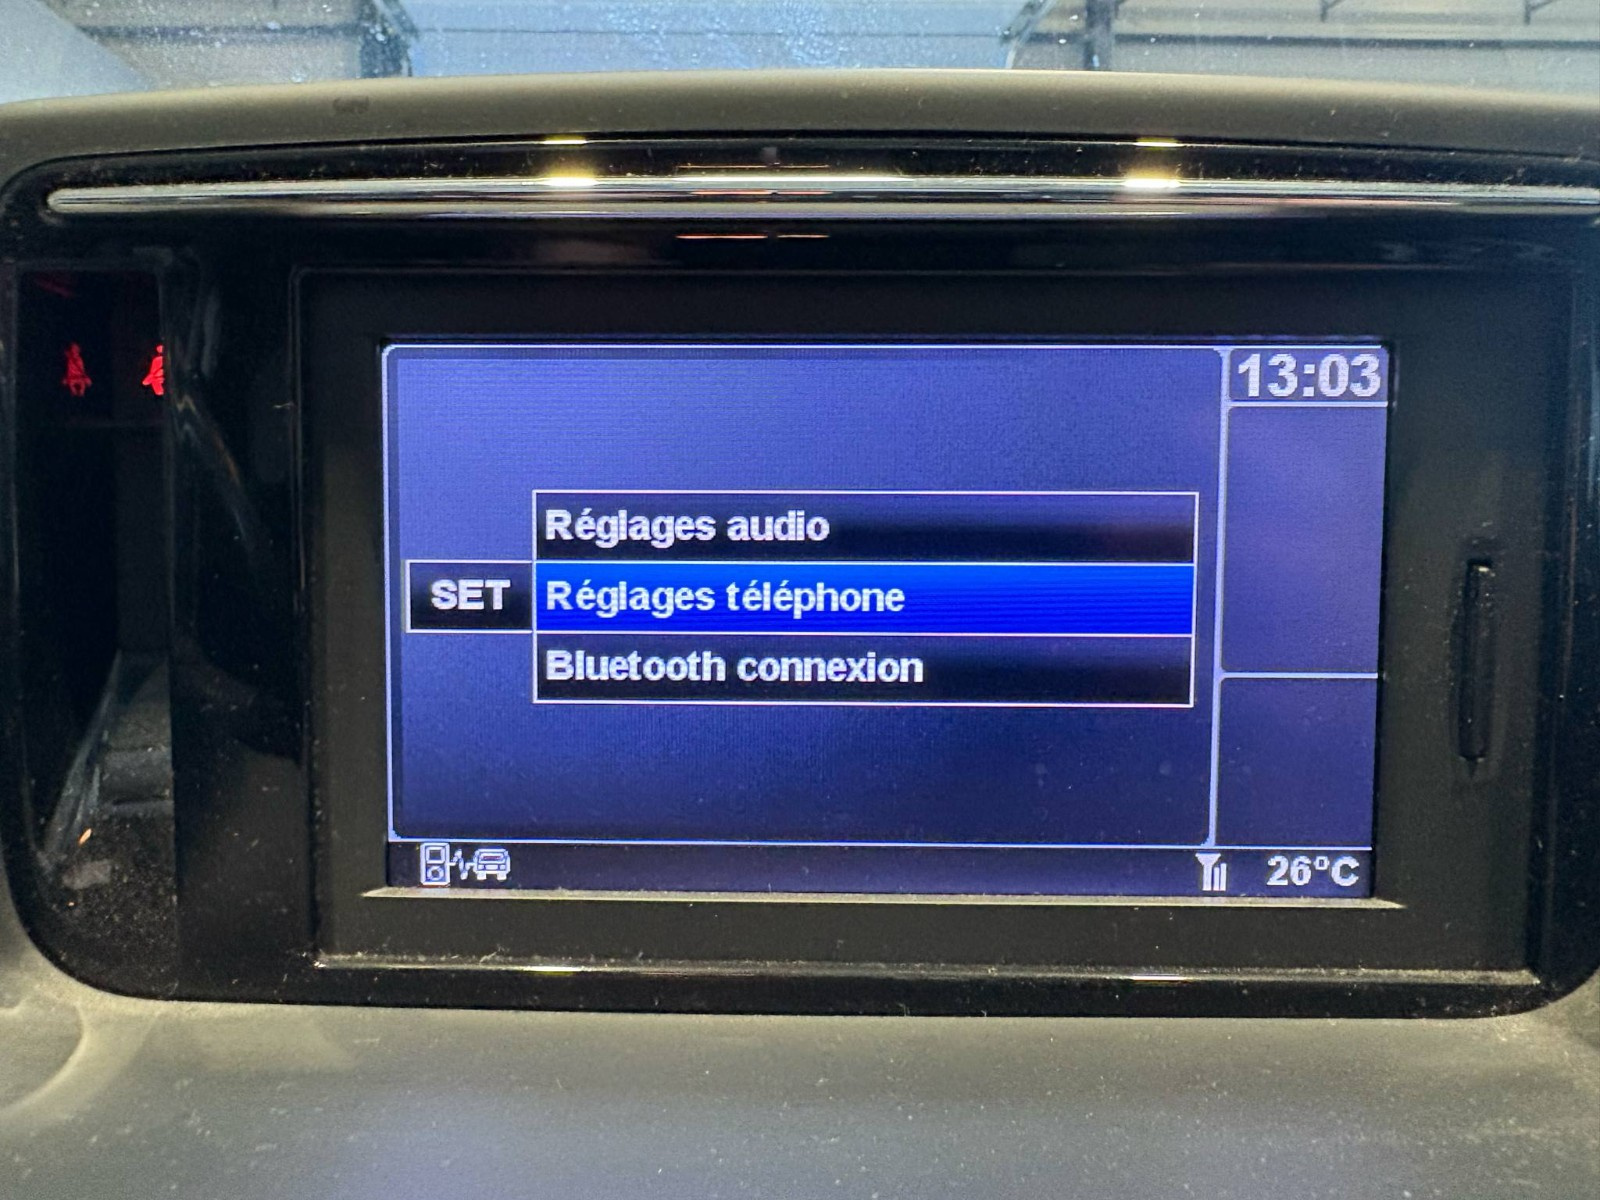 13:03
Réglages audio
SET
Réglages téléphone
Bluetooth connexion
26°C